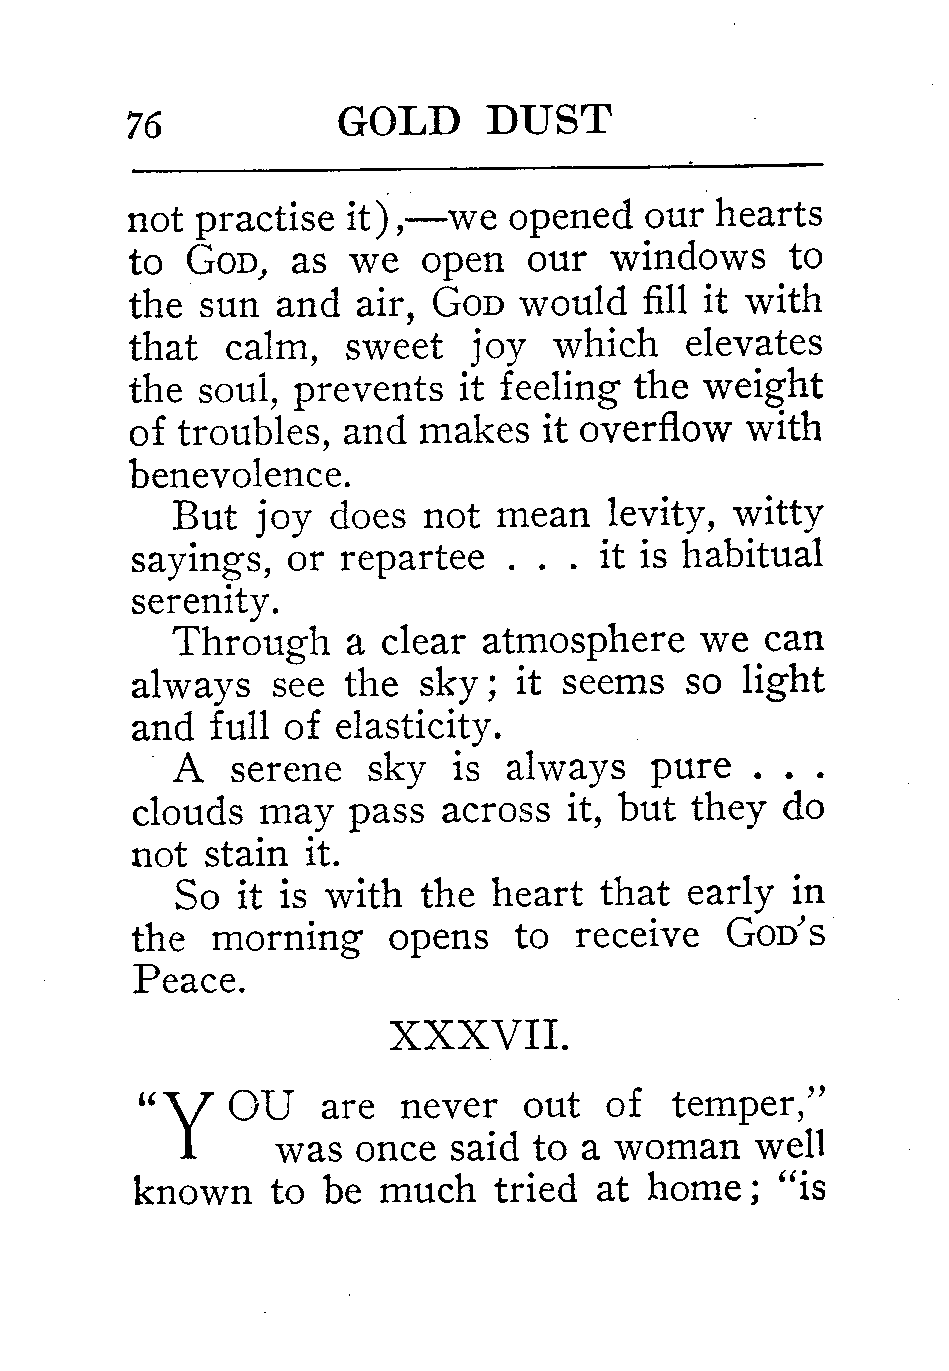 76 GOLD DUST
not practise it),—we opened our hearts
to GOD, as we open our windows to
the sun and air, GOD would fill it with
that calm, sweet joy which elevates
the soul, prevents it feeling the weight
of troubles, and makes it overflow with
benevolence.
But joy does not mean levity, witty
sayings, or repartee . . . it is habitual
serenity.
Through a clear atmosphere we can
always see the sky; it seems so light
and full of elasticity.
A serene sky is always pure . . .
clouds may pass across it, but they do
not stain it.
So it is with the heart that early in
the morning opens to receive GOD'S
Peace.
XXXVII.
"YOU are never out of temper,"
was once said to a woman well
known to be much tried at home; "is